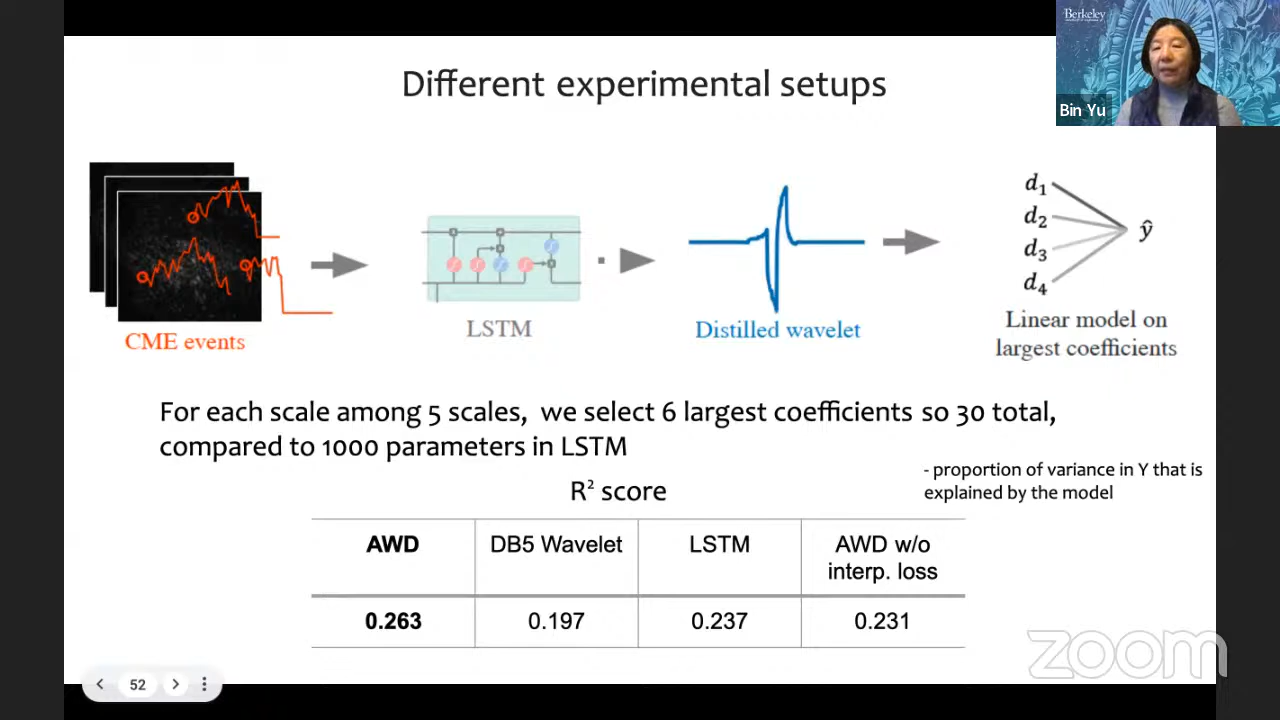 Berkeley
Bin Yu
Different experimental setups
CME events
LSTM
Distilled wavelet
d₁
d₂
d₃
d₄
ŷ
Linear model on
largest coefficients
For each scale among 5 scales, we select 6 largest coefficients so 30 total,
compared to 1000 parameters in LSTM
- proportion of variance in Y that is
explained by the model
R² score
AWD DB5 Wavelet LSTM AWD w/o
interp. loss
0.263 0.197 0.237 0.231
zoom
52